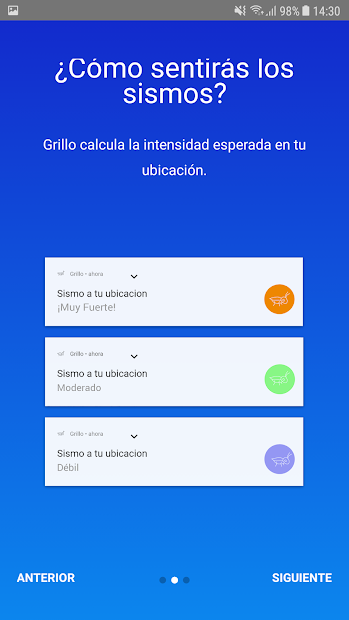 98% 14:30
¿Cómo sentirás los
sismos?
Grillo calcula la intensidad esperada en tu
ubicación.
Grillo • ahora
Sismo a tu ubicacion
¡Muy Fuerte!
Grillo • ahora
Sismo a tu ubicacion
Moderado
Grillo • ahora
Sismo a tu ubicacion
Débil
ANTERIOR SIGUIENTE